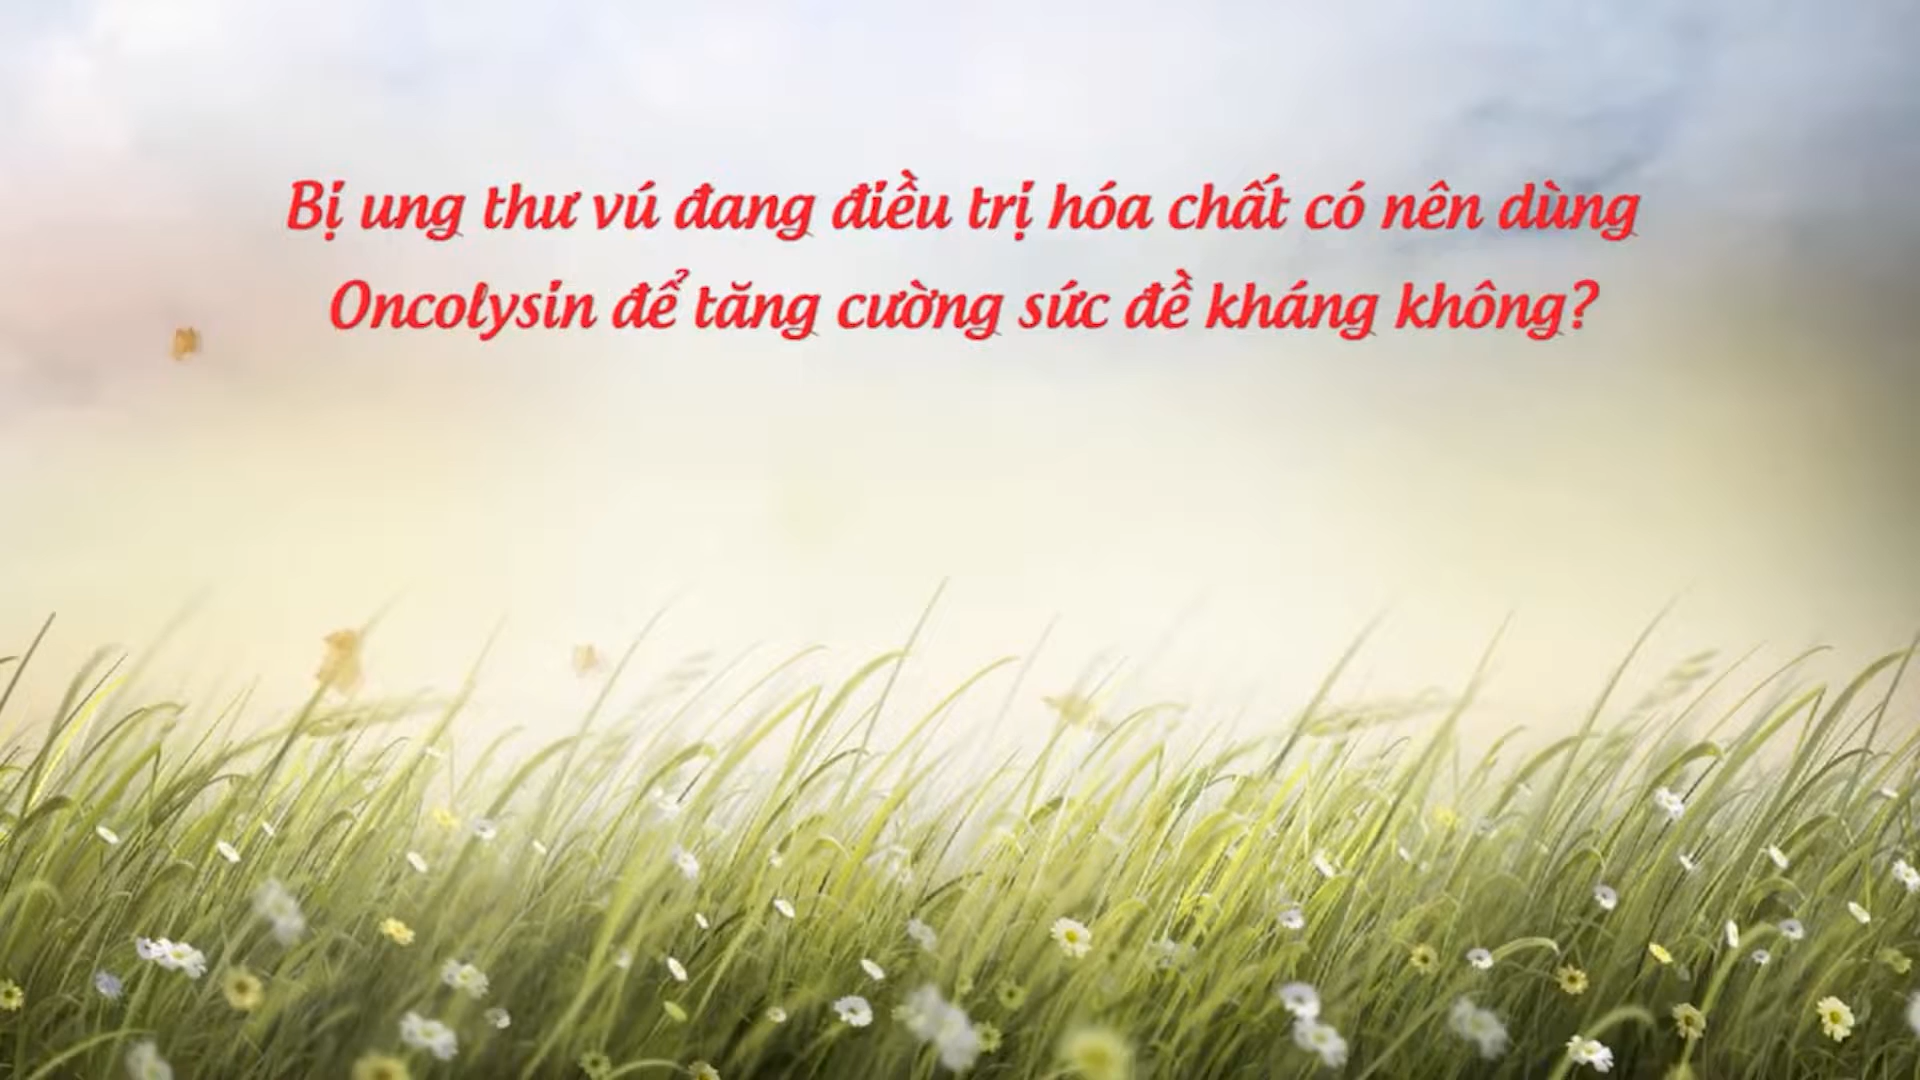 Bị ung thư vú đang điều trị hóa chất có nên dùng
Oncolysin để tăng cường sức đề kháng không?